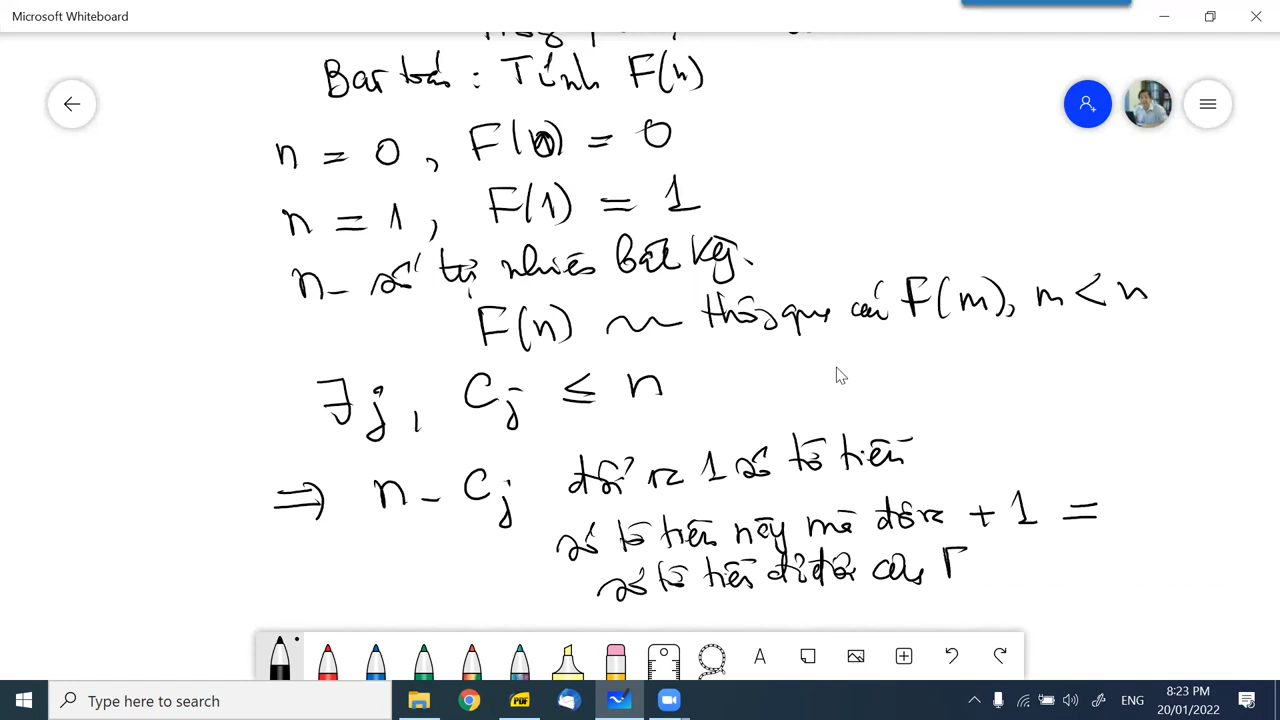 Microsoft Whiteboard
Bài toán : Tính F(n)
n = 0 , F(0) = 0
n = 1 , F(1) = 1
n – số tự nhiên bất kỳ.
F(n) ~ thông qua các F(m), m < n
∃j, Cj ≤ n
⇒ n – Cj đổi ra 1 số tờ tiền
số tờ tiền này mà đổi ra + 1 =
số tờ tiền để đổi của
Type here to search
ENG
8:23 PM
20/01/2022